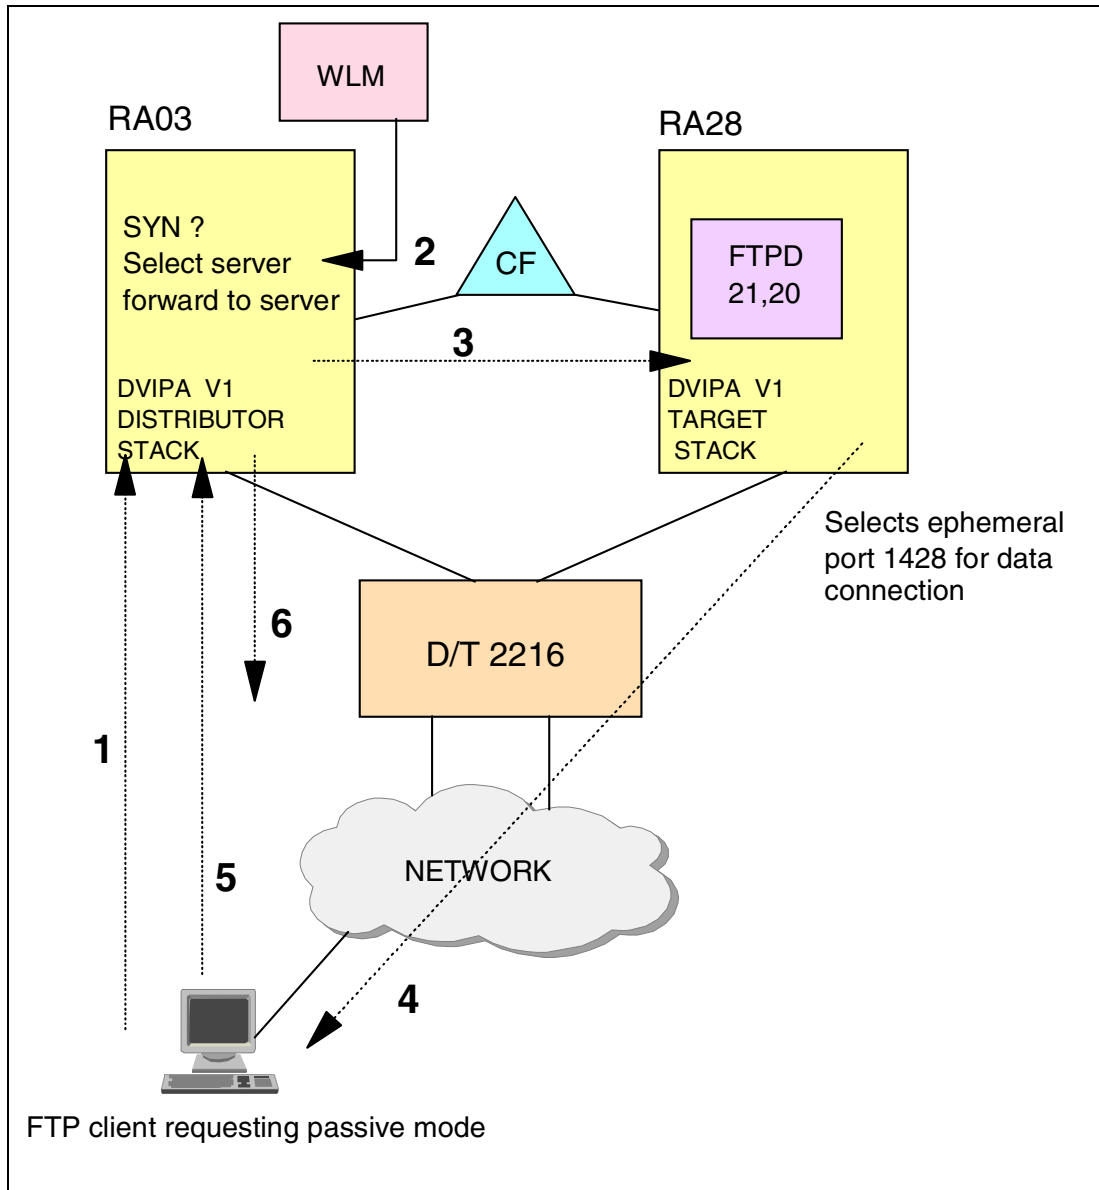 WLM
RA03
RA28
SYN ?
Select server
forward to server
2
CF
FTPD
21,20
3
DVIPA V1
DISTRIBUTOR
STACK
DVIPA V1
TARGET
STACK
Selects ephemeral
port 1428 for data
connection
6
D/T 2216
1
5
NETWORK
4
FTP client requesting passive mode